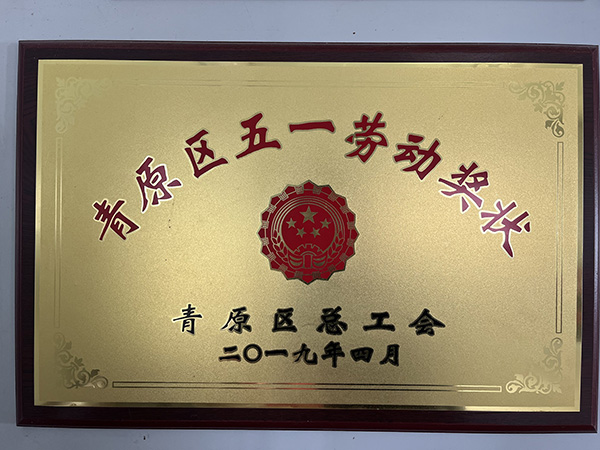 青原区五一劳动奖状
青原区总工会
二〇一九年四月